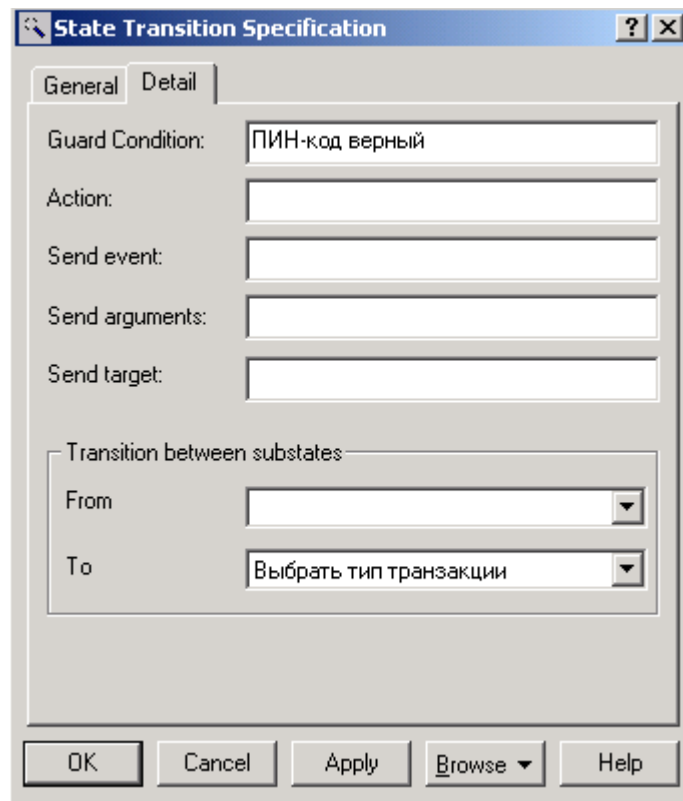 State Transition Specification
General Detail
Guard Condition: ПИН-код верный
Action:
Send event:
Send arguments:
Send target:
Transition between substates
From
To Выбрать тип транзакции
OK Cancel Apply Browse Help